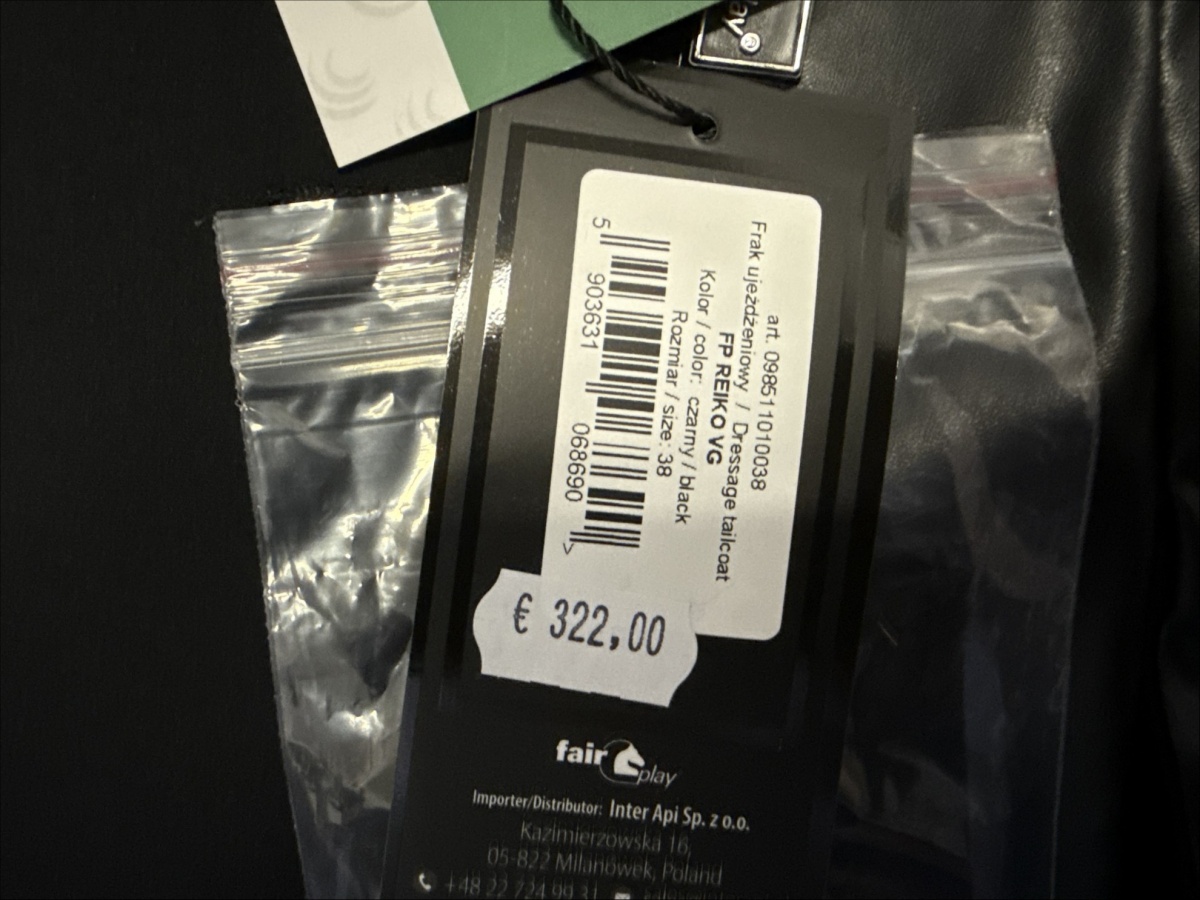 ay®
art. 098511010038
Frak ujeżdżeniowy / Dressage tailcoat
FP REIKO VG
Kolor / color: czarny / black
Rozmiar / size: 38
5 903631 068690 >
€ 322,00
fair play
Importer/Distributor: Inter Api Sp. z o.o.
Kazimierzowska 16,
05-822 Milanówek, Poland
+48 22 724 99 31